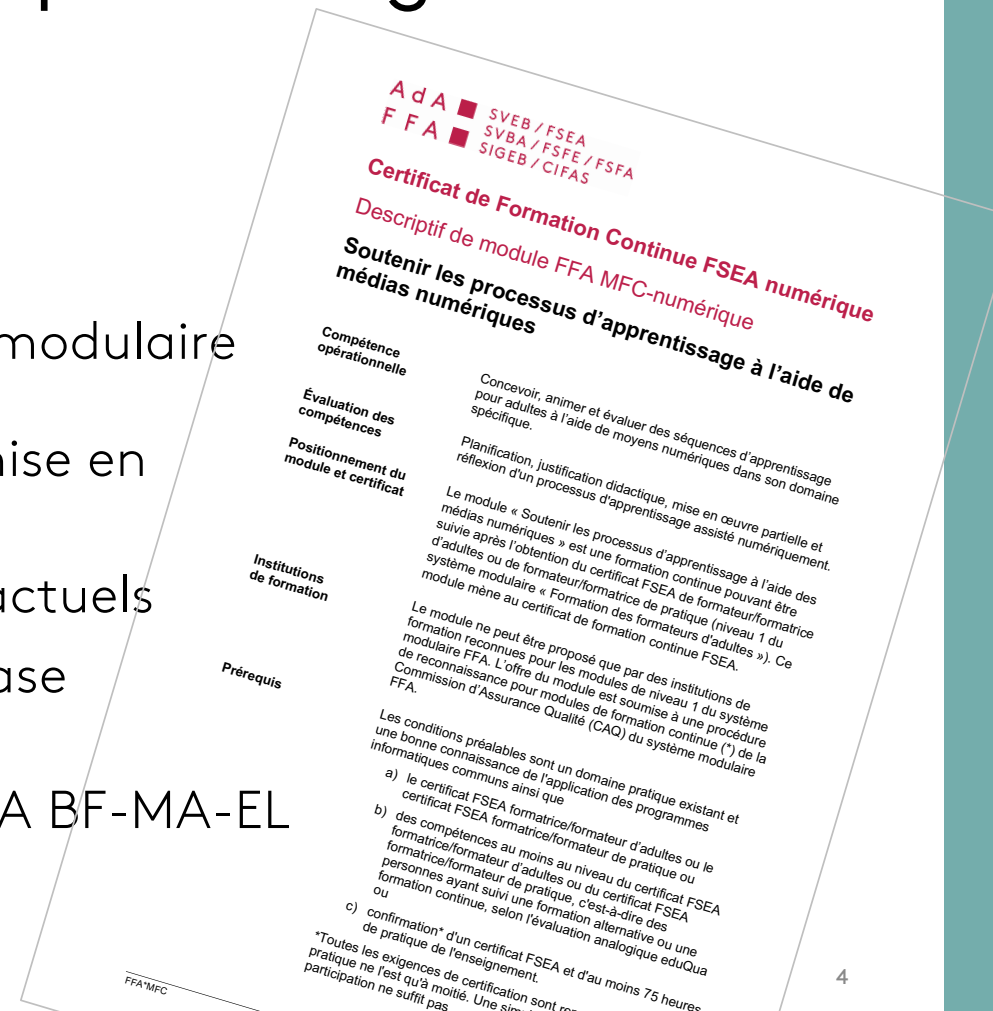 modulaire
mise en
actuels
ase
A BF-MA-EL
AdA SVEB/FSEA
FFA SVBA/FSFE/FSFA
SIGEB/CIFAS
Certificat de Formation Continue FSEA numérique
Descriptif de module FFA MFC-numérique
Soutenir les processus d'apprentissage à l'aide de
médias numériques
Compétence
opérationnelle
Concevoir, animer et évaluer des séquences d'apprentissage
pour adultes à l'aide de moyens numériques dans son domaine
spécifique.
Évaluation des
compétences
Planification, justification didactique, mise en œuvre partielle et
réflexion d'un processus d'apprentissage assisté numériquement.
Positionnement du
module et certificat
Le module « Soutenir les processus d'apprentissage à l'aide des
médias numériques » est une formation continue pouvant être
suivie après l'obtention du certificat FSEA de formateur/formatrice
d'adultes ou de formateur/formatrice de pratique (niveau 1 du
système modulaire « Formation des formateurs d'adultes »). Ce
module mène au certificat de formation continue FSEA.
Institutions
de formation
Le module ne peut être proposé que par des institutions de
formation reconnues pour les modules de niveau 1 du système
modulaire FFA. L'offre du module est soumise à une procédure
de reconnaissance pour modules de formation continue (*) de la
Commission d'Assurance Qualité (CAQ) du système modulaire
FFA.
Prérequis
Les conditions préalables sont un domaine pratique existant et
une bonne connaissance de l'application des programmes
informatiques communs ainsi que
a) le certificat FSEA formatrice/formateur d'adultes ou le
certificat FSEA formatrice/formateur de pratique ou
b) des compétences au moins au niveau du certificat FSEA
formatrice/formateur d'adultes ou du certificat FSEA
formatrice/formateur de pratique, c'est-à-dire des
personnes ayant suivi une formation alternative ou une
formation continue, selon l'évaluation analogique eduQua
ou
c) confirmation* d'un certificat FSEA et d'au moins 75 heures
de pratique de l'enseignement.
*Toutes les exigences de certification sont
pratique ne l'est qu'à moitié. Une
participation ne suffit pas
FFA*MFC
4